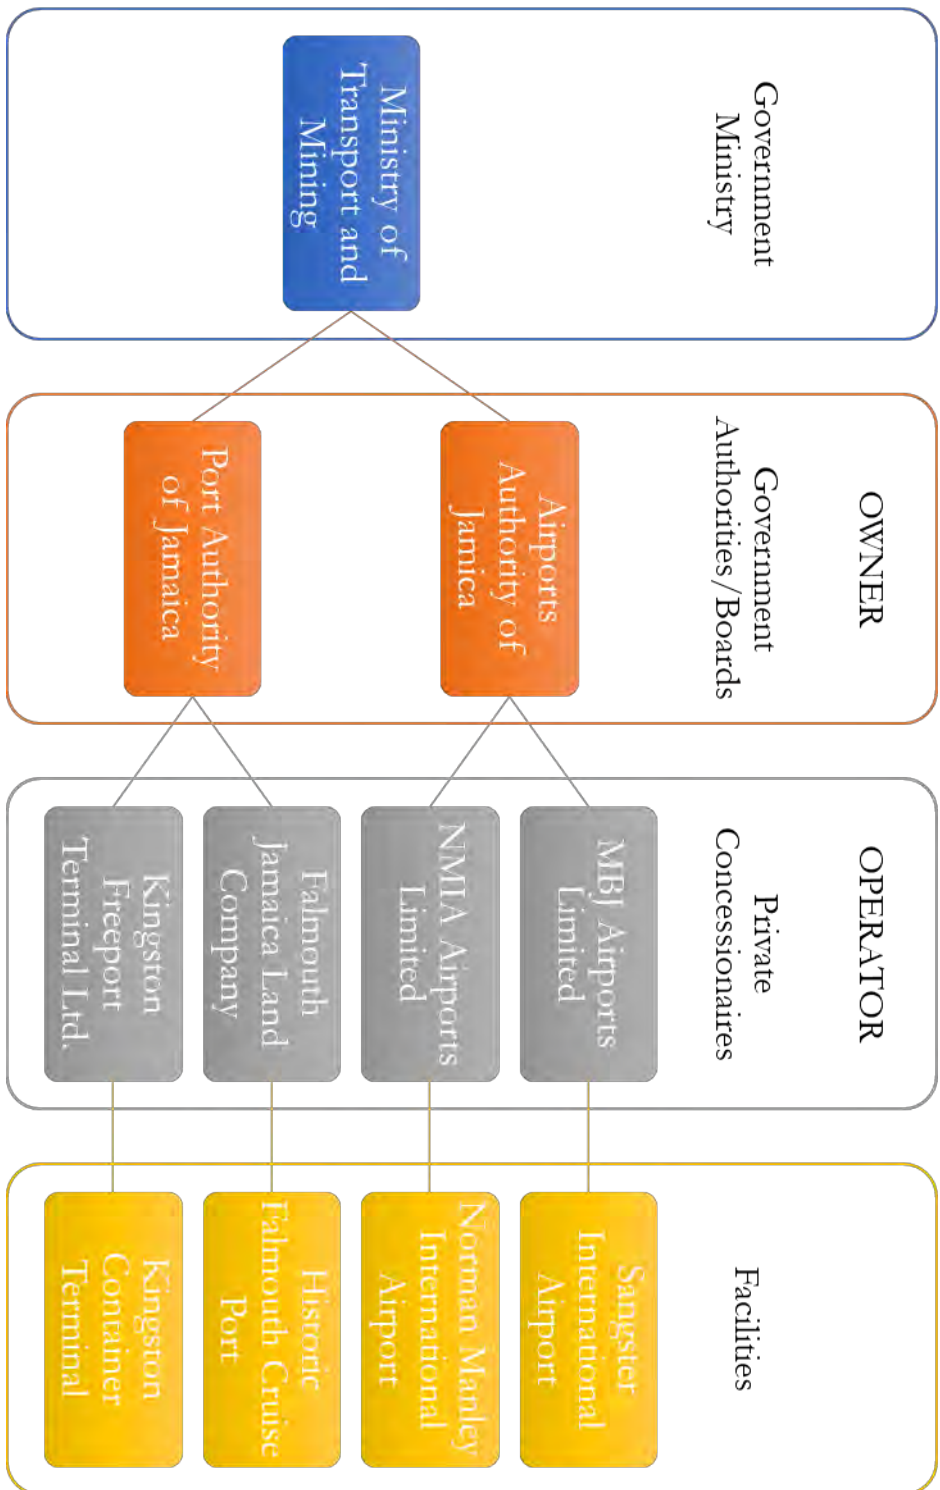 Government
Ministry
Ministry of
Transport and
Mining
OWNER
Government
Authorities/Boards
Port Authority
of Jamaica
Airports
Authority of
Jamica
OPERATOR
Private
Concessionaires
Kingston
Freeport
Terminal Ltd.
Falmouth
Jamaica Land
Company
NMIA Airports
Limited
MBJ Airports
Limited
Facilities
Kingston
Container
Terminal
Historic
Falmouth Cruise
Port
Norman Manley
International
Airport
Sangster
International
Airport